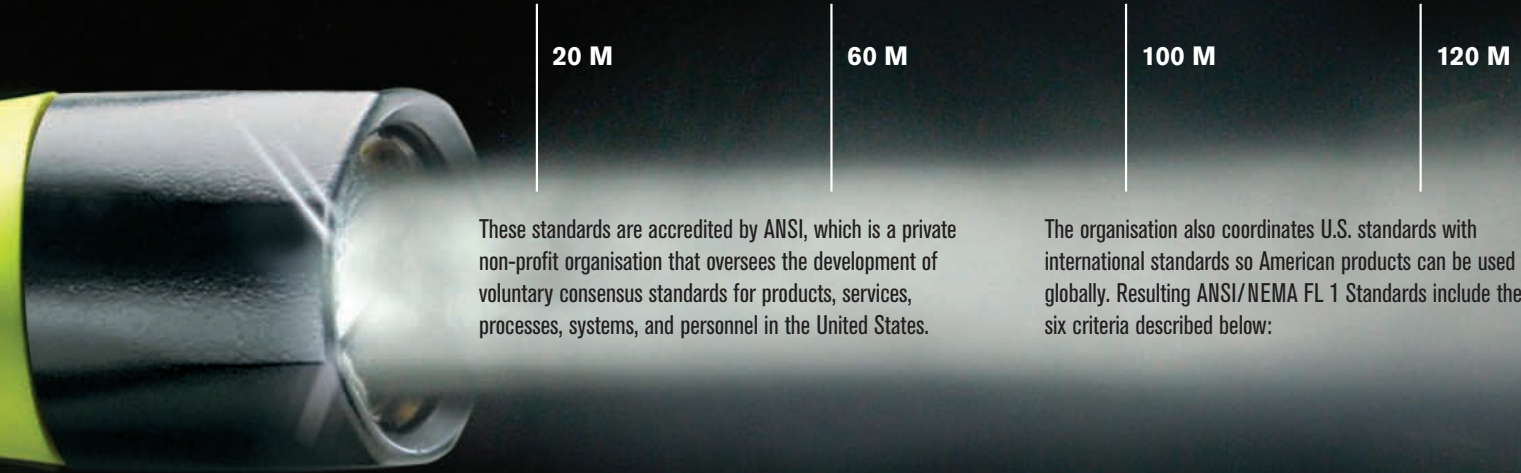 20 M
60 M
100 M
120 M
These standards are accredited by ANSI, which is a private
non-profit organisation that oversees the development of
voluntary consensus standards for products, services,
processes, systems, and personnel in the United States.
The organisation also coordinates U.S. standards with
international standards so American products can be used
globally. Resulting ANSI/NEMA FL 1 Standards include the
six criteria described below: